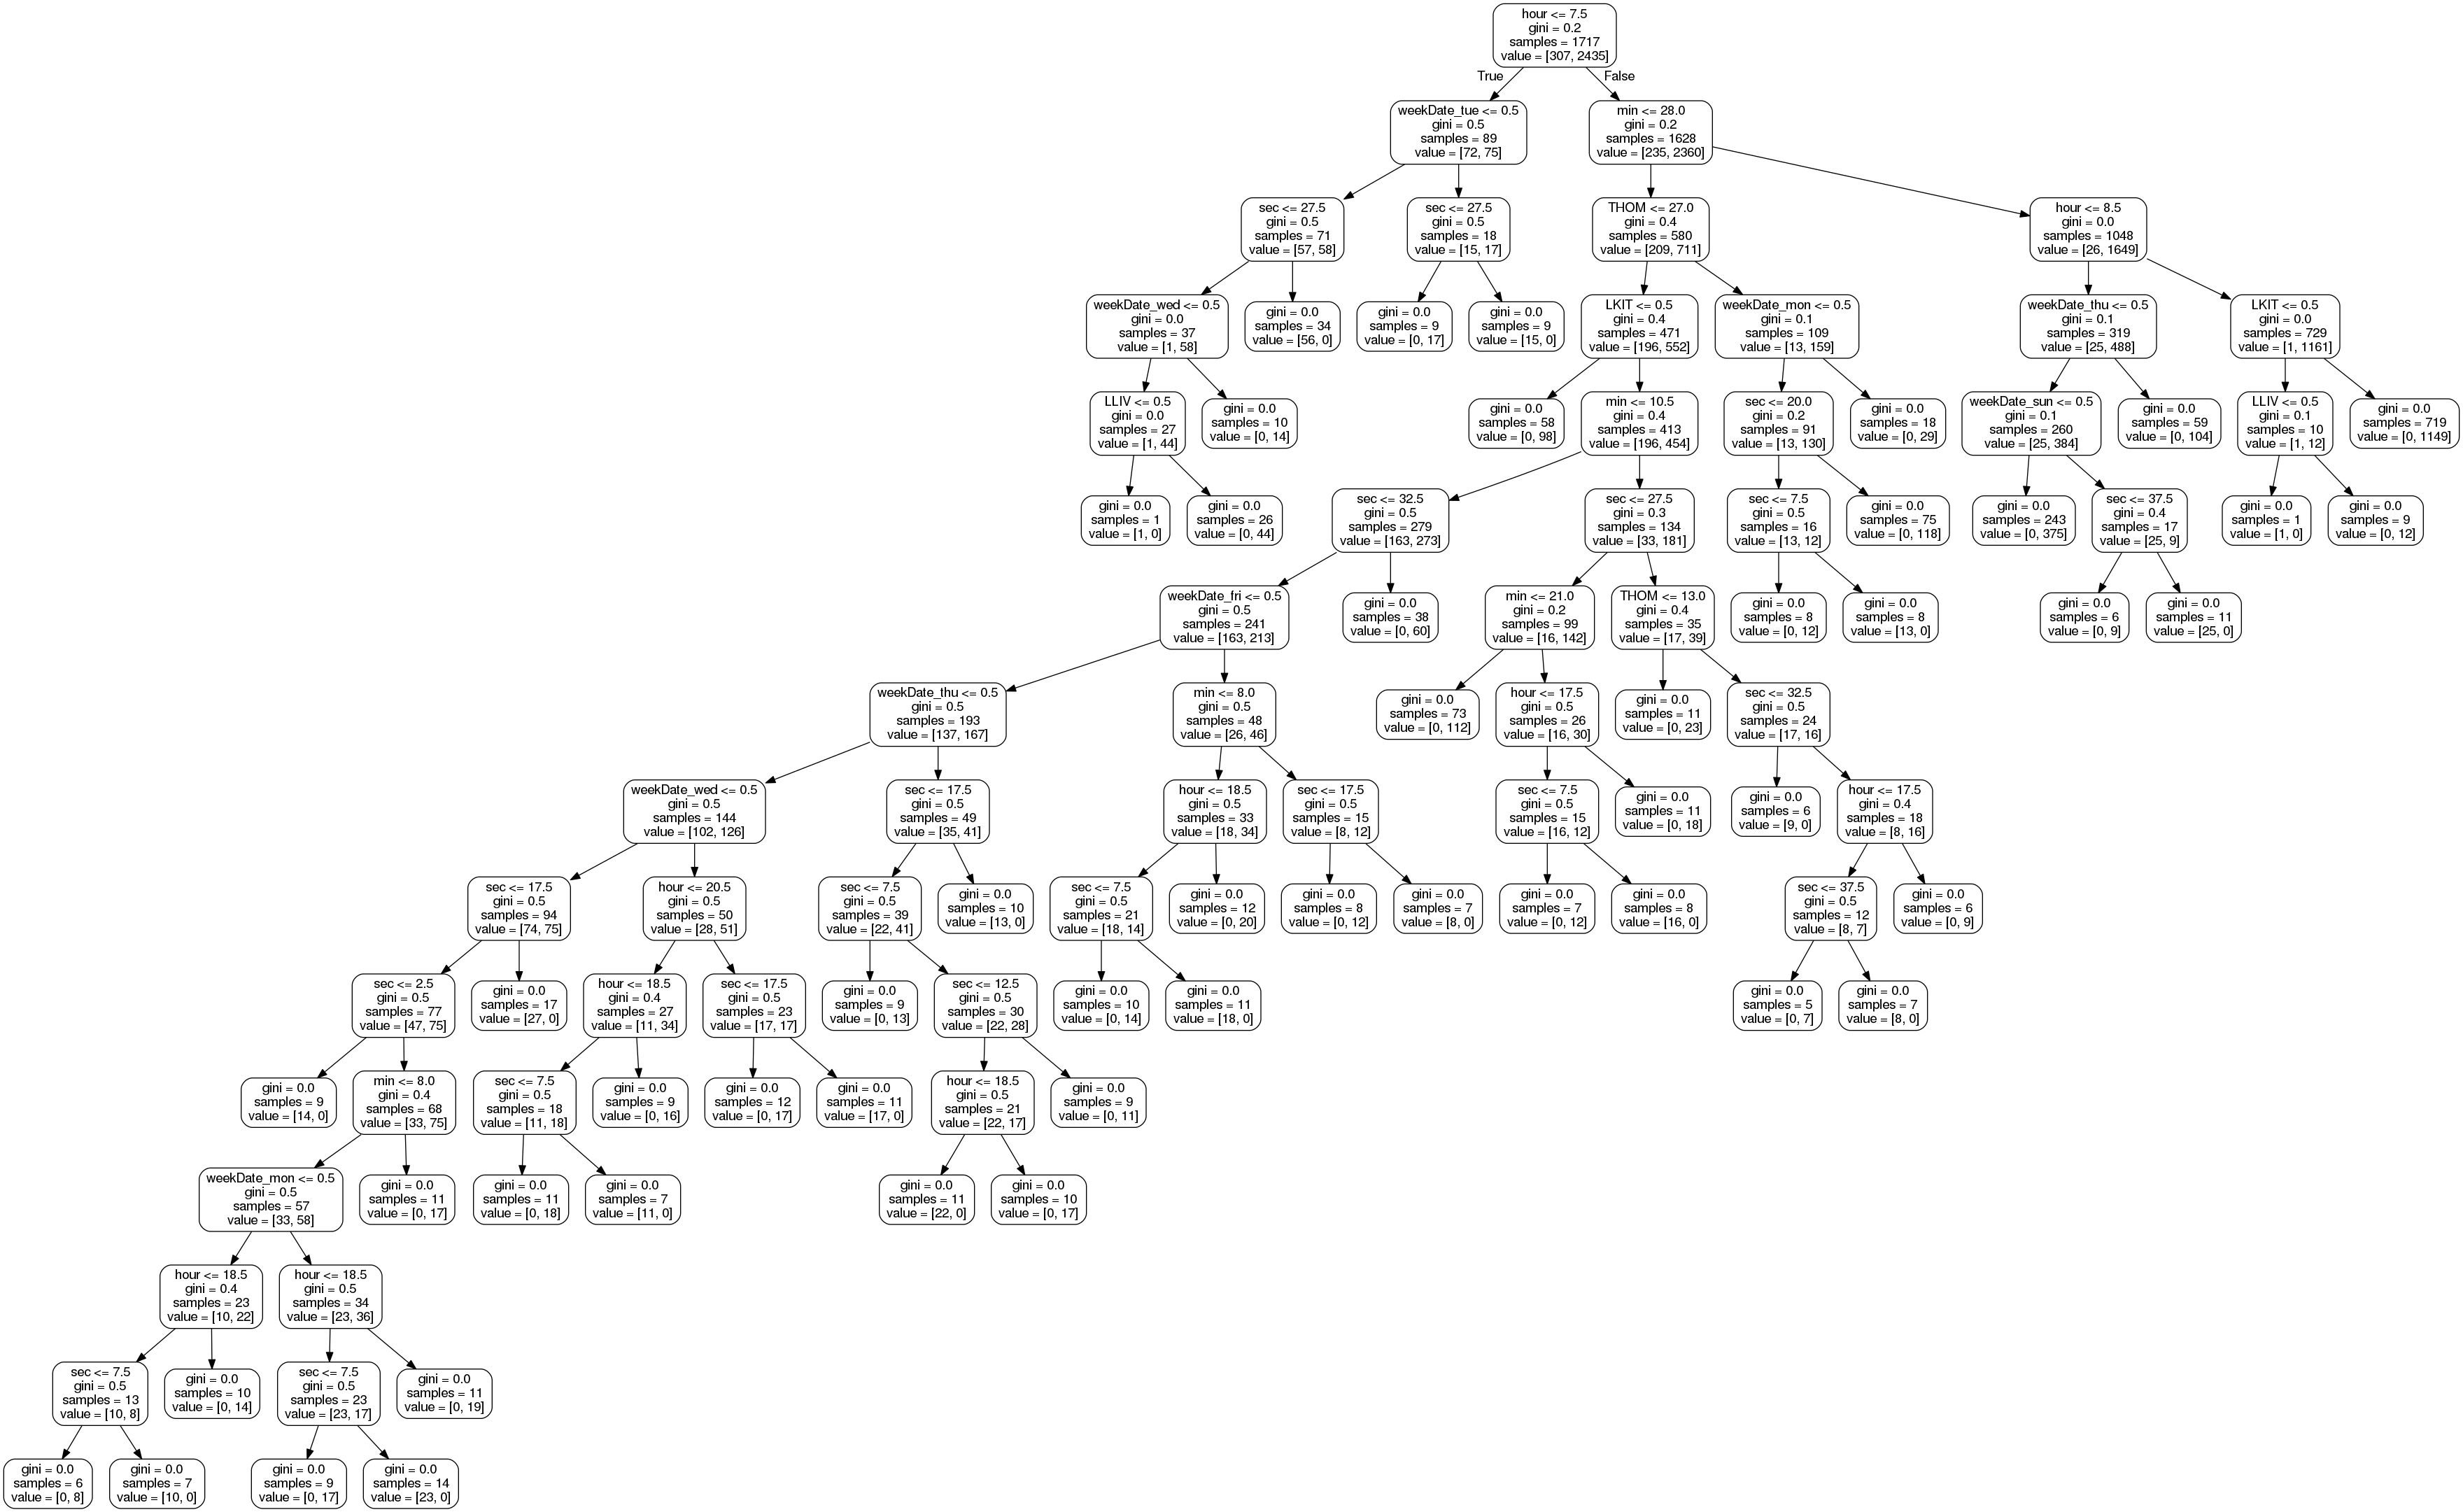 hour <= 7.5
gini = 0.2
samples = 1717
value = [307, 2435]
True
False
weekDate_tue <= 0.5
gini = 0.5
samples = 89
value = [72, 75]
min <= 28.0
gini = 0.2
samples = 1628
value = [235, 2360]
sec <= 27.5
gini = 0.5
samples = 71
value = [57, 58]
sec <= 27.5
gini = 0.5
samples = 18
value = [15, 17]
THOM <= 27.0
gini = 0.4
samples = 580
value = [209, 711]
hour <= 8.5
gini = 0.0
samples = 1048
value = [26, 1649]
weekDate_wed <= 0.5
gini = 0.0
samples = 37
value = [1, 58]
gini = 0.0
samples = 34
value = [56, 0]
gini = 0.0
samples = 9
value = [0, 17]
gini = 0.0
samples = 9
value = [15, 0]
LKIT <= 0.5
gini = 0.4
samples = 471
value = [196, 552]
weekDate_mon <= 0.5
gini = 0.1
samples = 109
value = [13, 159]
weekDate_thu <= 0.5
gini = 0.1
samples = 319
value = [25, 488]
LKIT <= 0.5
gini = 0.0
samples = 729
value = [1, 1161]
LLIV <= 0.5
gini = 0.0
samples = 27
value = [1, 44]
gini = 0.0
samples = 10
value = [0, 14]
gini = 0.0
samples = 58
value = [0, 98]
min <= 10.5
gini = 0.4
samples = 413
value = [196, 454]
sec <= 20.0
gini = 0.2
samples = 91
value = [13, 130]
gini = 0.0
samples = 18
value = [0, 29]
weekDate_sun <= 0.5
gini = 0.1
samples = 260
value = [25, 384]
gini = 0.0
samples = 59
value = [0, 104]
LLIV <= 0.5
gini = 0.1
samples = 10
value = [1, 12]
gini = 0.0
samples = 719
value = [0, 1149]
gini = 0.0
samples = 1
value = [1, 0]
gini = 0.0
samples = 26
value = [0, 44]
sec <= 32.5
gini = 0.5
samples = 279
value = [163, 273]
sec <= 27.5
gini = 0.3
samples = 134
value = [33, 181]
sec <= 7.5
gini = 0.5
samples = 16
value = [13, 12]
gini = 0.0
samples = 75
value = [0, 118]
gini = 0.0
samples = 243
value = [0, 375]
sec <= 37.5
gini = 0.4
samples = 17
value = [25, 9]
gini = 0.0
samples = 1
value = [1, 0]
gini = 0.0
samples = 9
value = [0, 12]
weekDate_fri <= 0.5
gini = 0.5
samples = 241
value = [163, 213]
gini = 0.0
samples = 38
value = [0, 60]
min <= 21.0
gini = 0.2
samples = 99
value = [16, 142]
THOM <= 13.0
gini = 0.4
samples = 35
value = [17, 39]
gini = 0.0
samples = 8
value = [0, 12]
gini = 0.0
samples = 8
value = [13, 0]
gini = 0.0
samples = 6
value = [0, 9]
gini = 0.0
samples = 11
value = [25, 0]
weekDate_thu <= 0.5
gini = 0.5
samples = 193
value = [137, 167]
min <= 8.0
gini = 0.5
samples = 48
value = [26, 46]
gini = 0.0
samples = 73
value = [0, 112]
hour <= 17.5
gini = 0.5
samples = 26
value = [16, 30]
gini = 0.0
samples = 11
value = [0, 23]
sec <= 32.5
gini = 0.5
samples = 24
value = [17, 16]
weekDate_wed <= 0.5
gini = 0.5
samples = 144
value = [102, 126]
sec <= 17.5
gini = 0.5
samples = 49
value = [35, 41]
hour <= 18.5
gini = 0.5
samples = 33
value = [18, 34]
sec <= 17.5
gini = 0.5
samples = 15
value = [8, 12]
sec <= 7.5
gini = 0.5
samples = 15
value = [16, 12]
gini = 0.0
samples = 11
value = [0, 18]
gini = 0.0
samples = 6
value = [9, 0]
hour <= 17.5
gini = 0.4
samples = 18
value = [8, 16]
sec <= 17.5
gini = 0.5
samples = 94
value = [74, 75]
hour <= 20.5
gini = 0.5
samples = 50
value = [28, 51]
sec <= 7.5
gini = 0.5
samples = 39
value = [22, 41]
gini = 0.0
samples = 10
value = [13, 0]
sec <= 7.5
gini = 0.5
samples = 21
value = [18, 14]
gini = 0.0
samples = 12
value = [0, 20]
gini = 0.0
samples = 8
value = [0, 12]
gini = 0.0
samples = 7
value = [8, 0]
gini = 0.0
samples = 7
value = [0, 12]
gini = 0.0
samples = 8
value = [16, 0]
sec <= 37.5
gini = 0.5
samples = 12
value = [8, 7]
gini = 0.0
samples = 6
value = [0, 9]
sec <= 2.5
gini = 0.5
samples = 77
value = [47, 75]
gini = 0.0
samples = 17
value = [27, 0]
hour <= 18.5
gini = 0.4
samples = 27
value = [11, 34]
sec <= 17.5
gini = 0.5
samples = 23
value = [17, 17]
gini = 0.0
samples = 9
value = [0, 13]
sec <= 12.5
gini = 0.5
samples = 30
value = [22, 28]
gini = 0.0
samples = 10
value = [0, 14]
gini = 0.0
samples = 11
value = [18, 0]
gini = 0.0
samples = 5
value = [0, 7]
gini = 0.0
samples = 7
value = [8, 0]
gini = 0.0
samples = 9
value = [14, 0]
min <= 8.0
gini = 0.4
samples = 68
value = [33, 75]
sec <= 7.5
gini = 0.5
samples = 18
value = [11, 18]
gini = 0.0
samples = 9
value = [0, 16]
gini = 0.0
samples = 12
value = [0, 17]
gini = 0.0
samples = 11
value = [17, 0]
hour <= 18.5
gini = 0.5
samples = 21
value = [22, 17]
gini = 0.0
samples = 9
value = [0, 11]
weekDate_mon <= 0.5
gini = 0.5
samples = 57
value = [33, 58]
gini = 0.0
samples = 11
value = [0, 17]
gini = 0.0
samples = 11
value = [0, 18]
gini = 0.0
samples = 7
value = [11, 0]
gini = 0.0
samples = 11
value = [22, 0]
gini = 0.0
samples = 10
value = [0, 17]
hour <= 18.5
gini = 0.4
samples = 23
value = [10, 22]
hour <= 18.5
gini = 0.5
samples = 34
value = [23, 36]
sec <= 7.5
gini = 0.5
samples = 13
value = [10, 8]
gini = 0.0
samples = 10
value = [0, 14]
sec <= 7.5
gini = 0.5
samples = 23
value = [23, 17]
gini = 0.0
samples = 11
value = [0, 19]
gini = 0.0
samples = 6
value = [0, 8]
gini = 0.0
samples = 7
value = [10, 0]
gini = 0.0
samples = 9
value = [0, 17]
gini = 0.0
samples = 14
value = [23, 0]